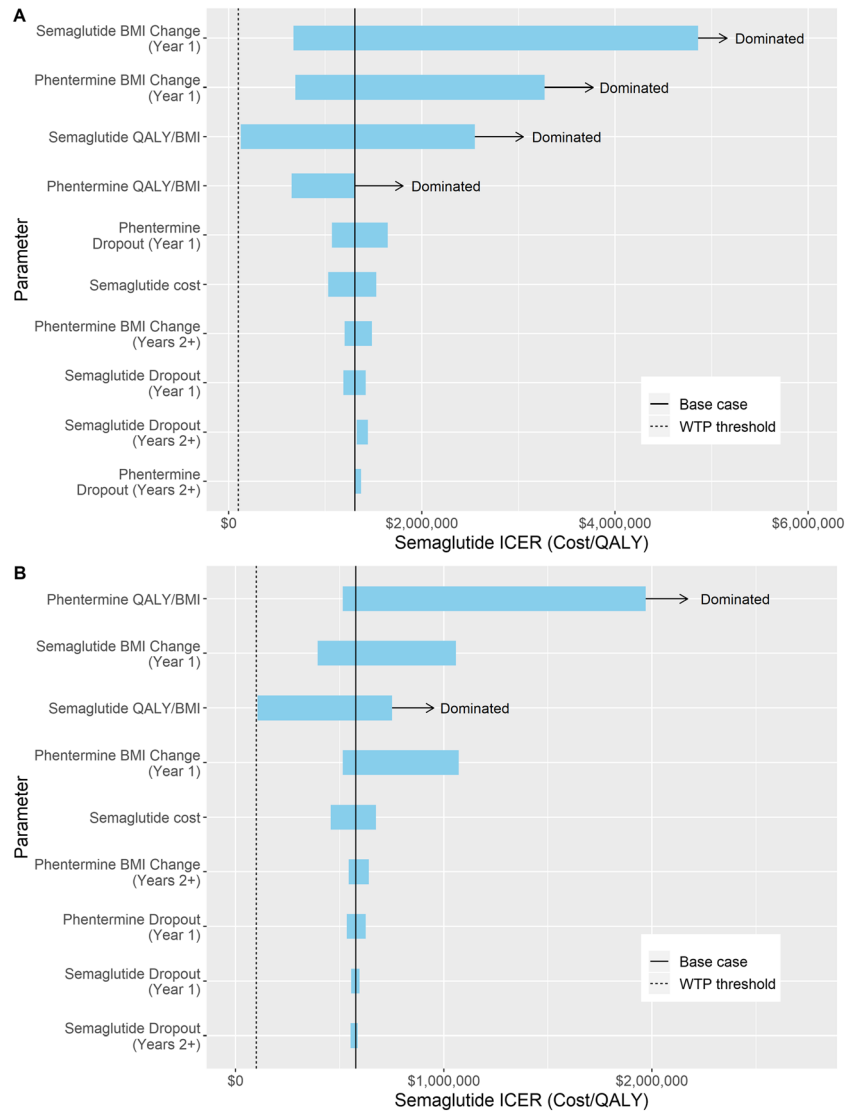 A
Semaglutide BMI Change
(Year 1)
Dominated
Phentermine BMI Change
(Year 1)
Dominated
Semaglutide QALY/BMI
Dominated
Phentermine QALY/BMI
Dominated
Phentermine
Dropout (Year 1)
Semaglutide cost
Phentermine BMI Change
(Years 2+)
Semaglutide Dropout
(Year 1)
Semaglutide Dropout
(Years 2+)
Phentermine
Dropout (Years 2+)
Parameter
Base case
WTP threshold
$0
$2,000,000
$4,000,000
$6,000,000
Semaglutide ICER (Cost/QALY)
B
Phentermine QALY/BMI
Dominated
Semaglutide BMI Change
(Year 1)
Semaglutide QALY/BMI
Dominated
Phentermine BMI Change
(Year 1)
Semaglutide cost
Phentermine BMI Change
(Years 2+)
Phentermine Dropout
(Year 1)
Semaglutide Dropout
(Year 1)
Semaglutide Dropout
(Years 2+)
Parameter
Base case
WTP threshold
$0
$1,000,000
$2,000,000
Semaglutide ICER (Cost/QALY)